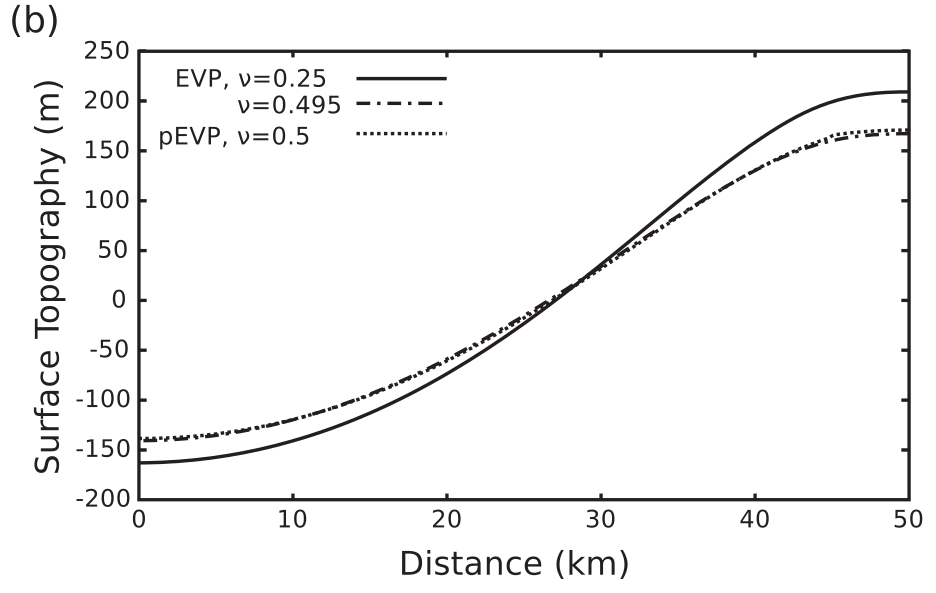 (b)
250
200
150
100
50
0
-50
-100
-150
-200
Surface Topography (m)
EVP, ν=0.25
ν=0.495
pEVP, ν=0.5
0 10 20 30 40 50
Distance (km)